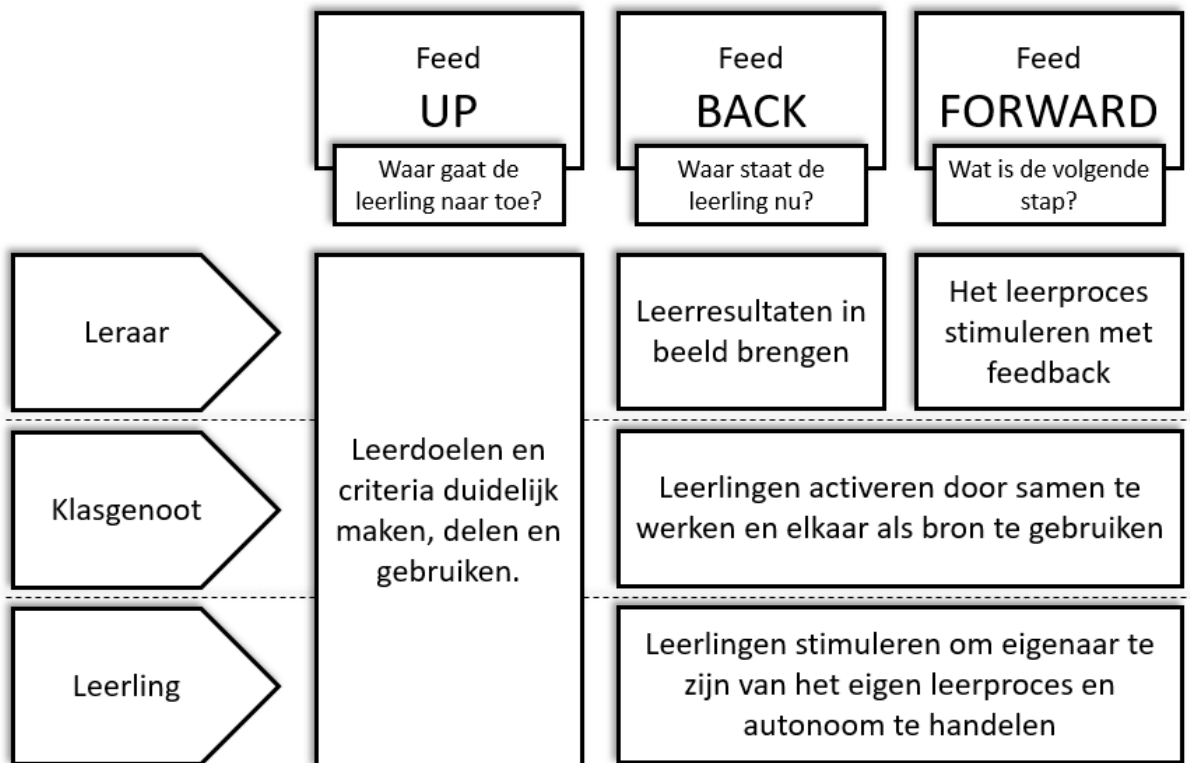 Feed
UP
Waar gaat de
leerling naar toe?
Feed
BACK
Waar staat de
leerling nu?
Feed
FORWARD
Wat is de volgende
stap?
Leraar
Leerdoelen en
criteria duidelijk
maken, delen en
gebruiken.
Leerresultaten in
beeld brengen
Het leerproces
stimuleren met
feedback
Klasgenoot
Leerlingen activeren door samen te
werken en elkaar als bron te gebruiken
Leerling
Leerlingen stimuleren om eigenaar te
zijn van het eigen leerproces en
autonoom te handelen